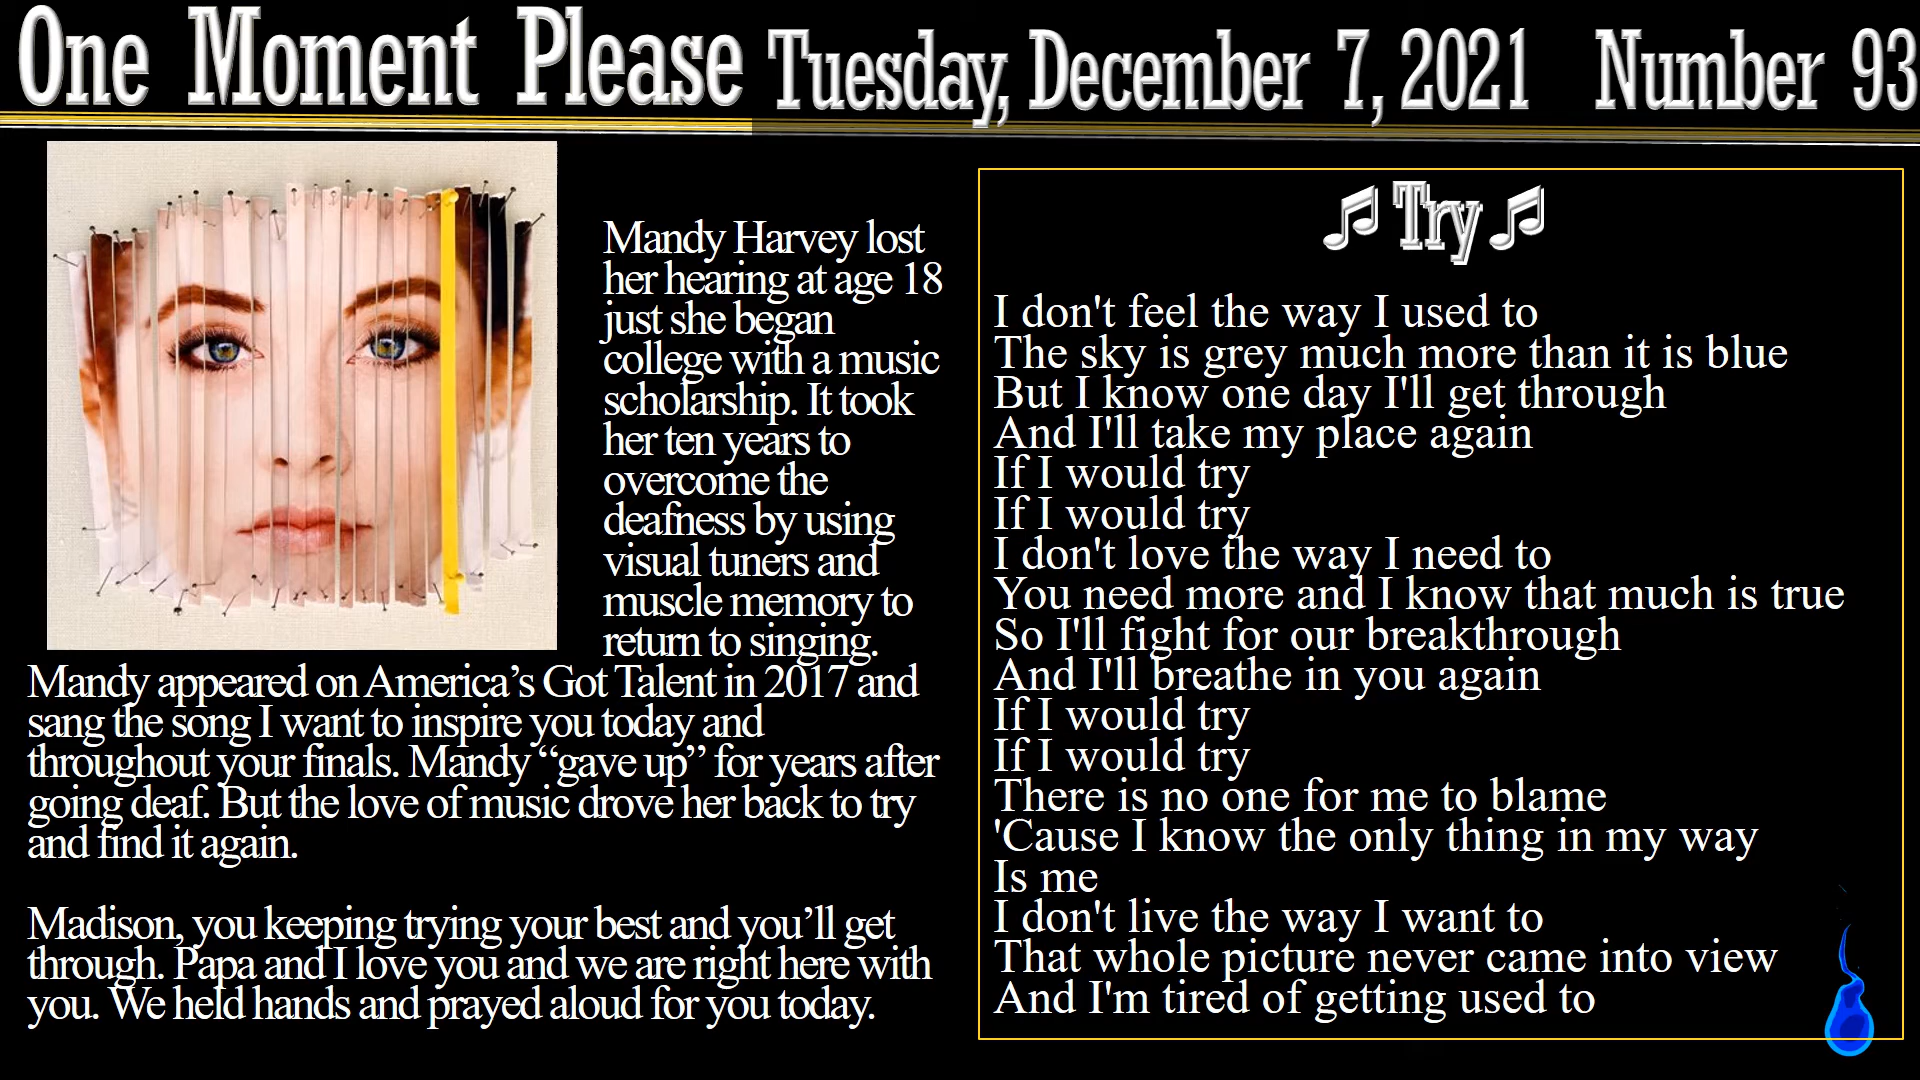 One Moment Please Tuesday, December 7, 2021 Number 93
Mandy Harvey lost
her hearing at age 18
just she began
college with a music
scholarship. It took
her ten years to
overcome the
deafness by using
visual tuners and
muscle memory to
return to singing.
Mandy appeared on America’s Got Talent in 2017 and
sang the song I want to inspire you today and
throughout your finals. Mandy “gave up” for years after
going deaf. But the love of music drove her back to try
and find it again.
Madison, you keeping trying your best and you’ll get
through. Papa and I love you and we are right here with
you. We held hands and prayed aloud for you today.
♫ Try ♫
I don't feel the way I used to
The sky is grey much more than it is blue
But I know one day I'll get through
And I'll take my place again
If I would try
If I would try
I don't love the way I need to
You need more and I know that much is true
So I'll fight for our breakthrough
And I'll breathe in you again
If I would try
If I would try
There is no one for me to blame
'Cause I know the only thing in my way
Is me
I don't live the way I want to
That whole picture never came into view
And I'm tired of getting used to